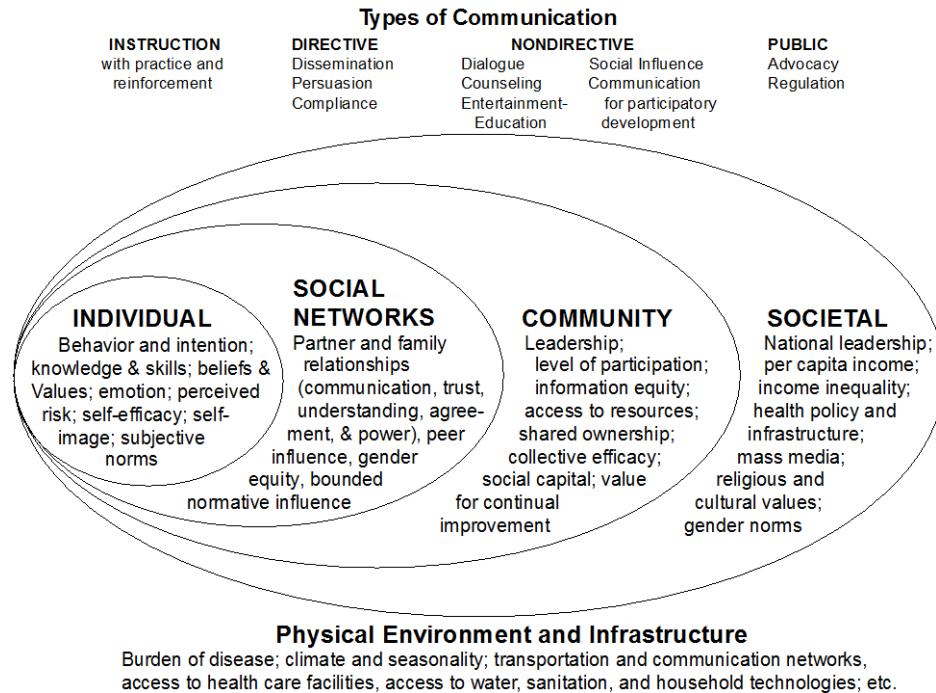 Types of Communication
INSTRUCTION
with practice and
reinforcement
DIRECTIVE
Dissemination
Persuasion
Compliance
NONDIRECTIVE
Dialogue
Counseling
Entertainment-
Education
Social Influence
Communication
for participatory
development
PUBLIC
Advocacy
Regulation
INDIVIDUAL
Behavior and intention;
knowledge & skills; beliefs &
Values; emotion; perceived
risk; self-efficacy; self-
image; subjective
norms
SOCIAL
NETWORKS
Partner and family
relationships
(communication, trust,
understanding, agree-
ment, & power), peer
influence, gender
equity, bounded
normative influence
COMMUNITY
Leadership;
level of participation;
information equity;
access to resources;
shared ownership;
collective efficacy;
social capital; value
for continual
improvement
SOCIETAL
National leadership;
per capita income;
income inequality;
health policy and
infrastructure;
mass media;
religious and
cultural values;
gender norms
Physical Environment and Infrastructure
Burden of disease; climate and seasonality; transportation and communication networks,
access to health care facilities, access to water, sanitation, and household technologies; etc.